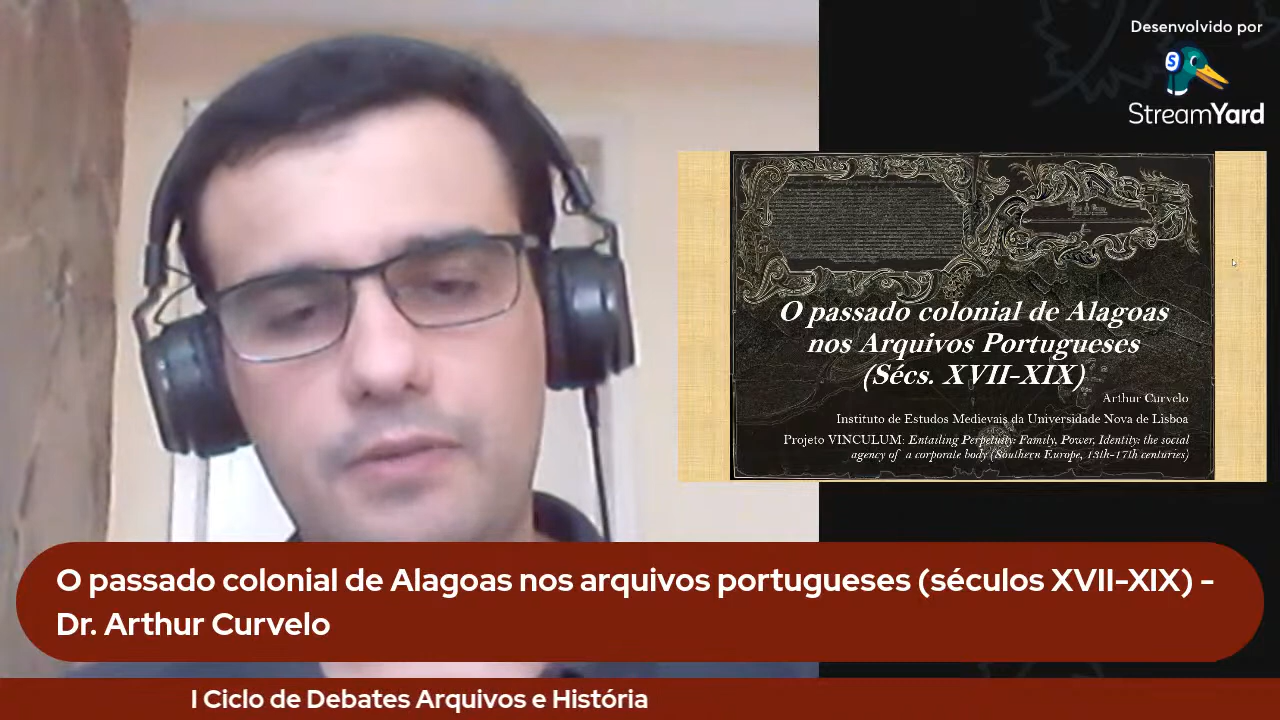 Desenvolvido por
StreamYard
O passado colonial de Alagoas
nos Arquivos Portugueses
(Sécs. XVII-XIX)
Arthur Curvelo
Instituto de Estudos Medievais da Universidade Nova de Lisboa
Projeto VINCULUM: Entailing Perpetuity: Family, Power, Identity: the social
agency of a corporate body (Southern Europe, 13th-17th centuries)
O passado colonial de Alagoas nos arquivos portugueses (séculos XVII-XIX) -
Dr. Arthur Curvelo
I Ciclo de Debates Arquivos e História